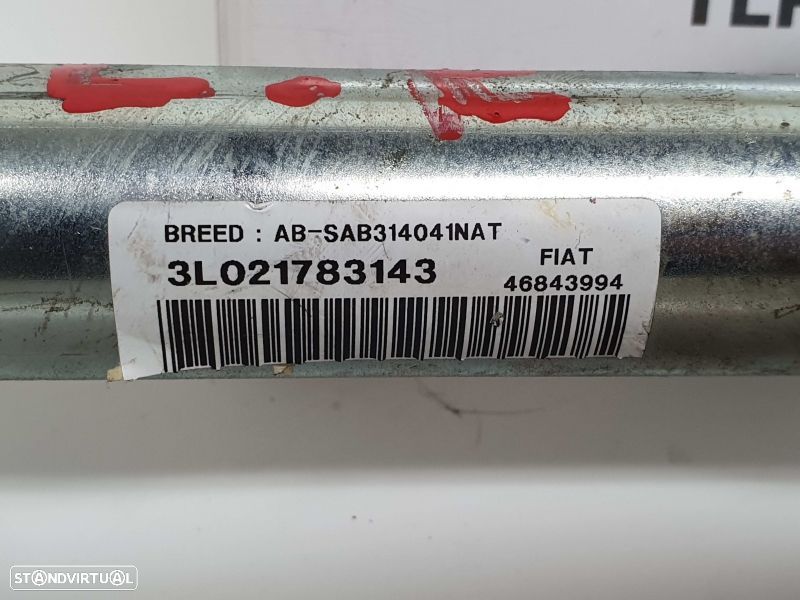 BREED : AB-SAB314041NAT
3L021783143
FIAT
46843994
STANDVIRTUAL